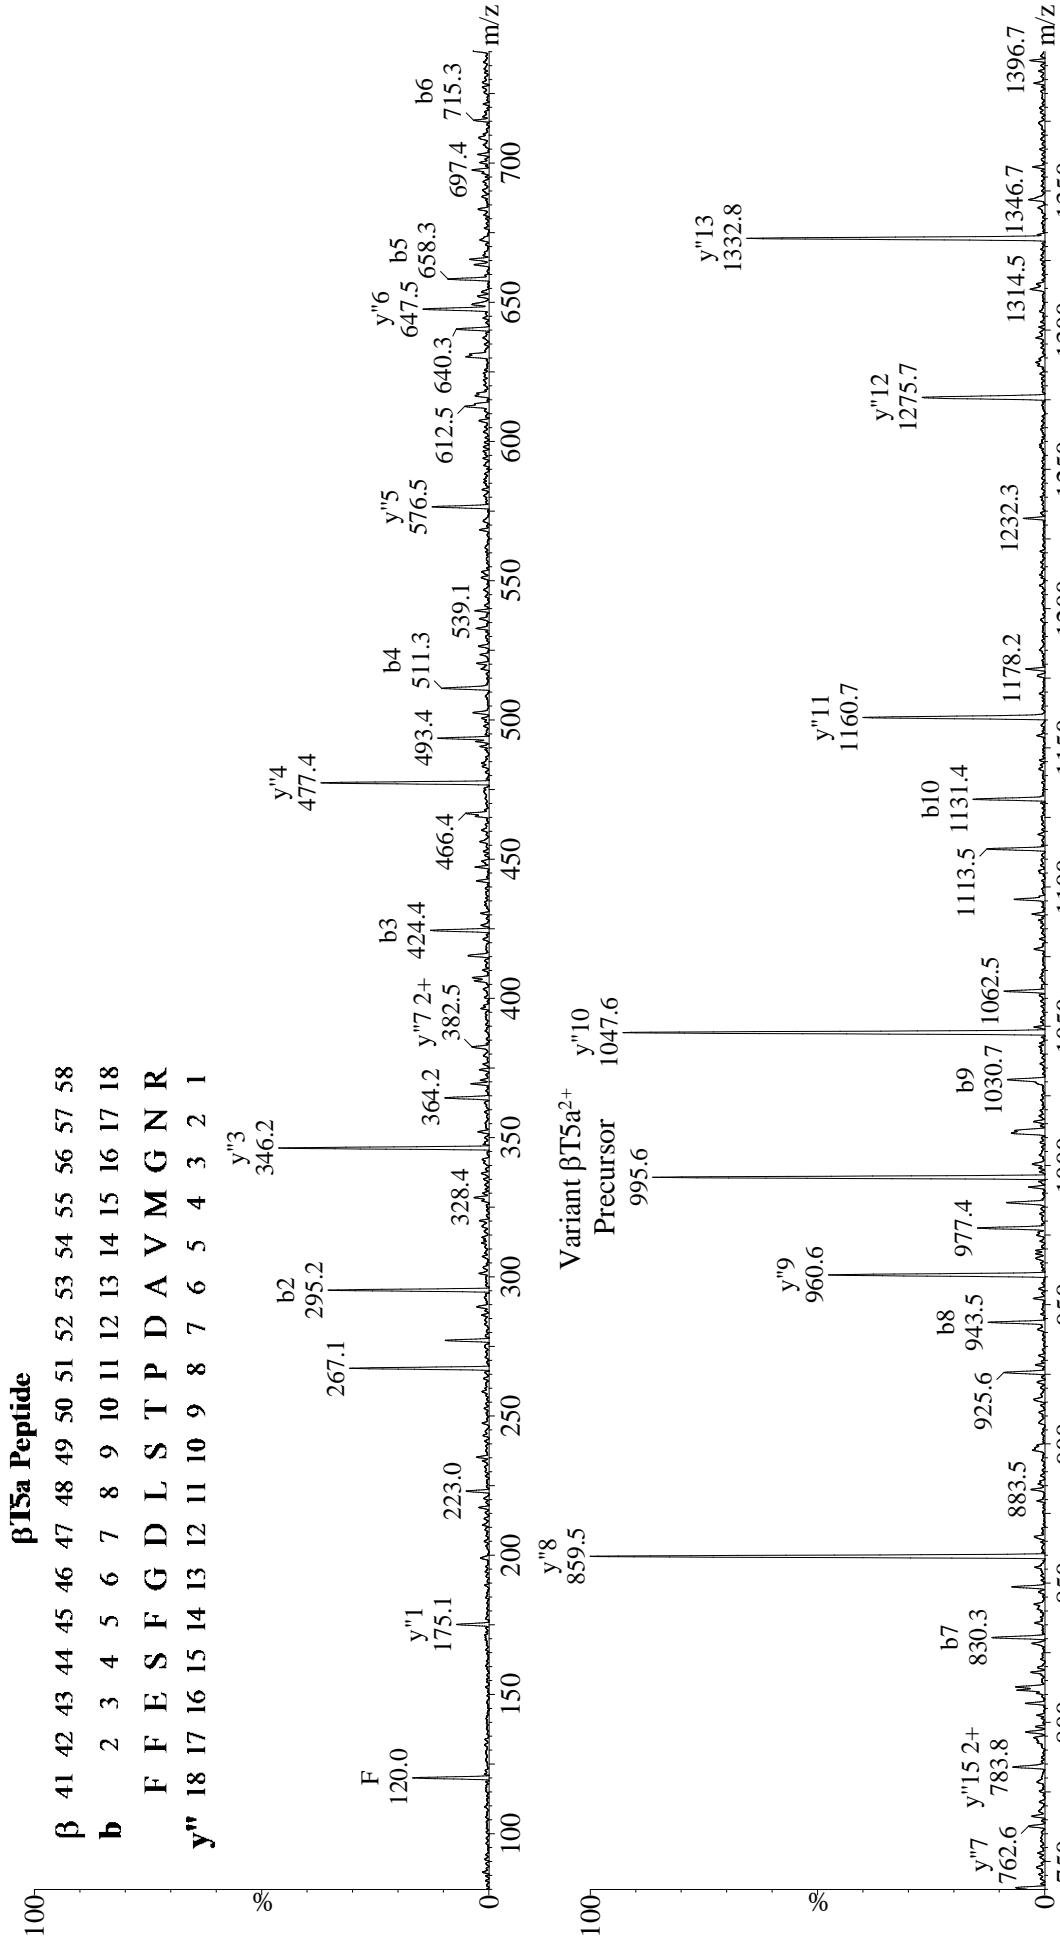 βT5a Peptide
β 41 42 43 44 45 46 47 48 49 50 51 52 53 54 55 56 57 58
b 2 3 4 5 6 7 8 9 10 11 12 13 14 15 16 17 18
F F E S F G D L S T P D A V M G N R
y" 18 17 16 15 14 13 12 11 10 9 8 7 6 5 4 3 2 1
100
%
0
F
120.0
y"1
175.1
223.0
267.1
b2
295.2
328.4
y"3
346.2
364.2
y"7 2+
382.5
b3
424.4
466.4
y"4
477.4
493.4
b4
511.3
539.1
y"5
576.5
612.5
640.3
y"6
647.5
b5
658.3
697.4
b6
715.3
100 150 200 250 300 350 400 450 500 550 600 650 700 m/z
100
%
0
y"7
762.6
y"15 2+
783.8
b7
830.3
y"8
859.5
883.5
925.6
b8
943.5
y"9
960.6
977.4
Variant βT5a2+
Precursor
995.6
b9
1030.7
y"10
1047.6
1062.5
1113.5
b10
1131.4
y"11
1160.7
1178.2
1232.3
y"12
1275.7
1314.5
y"13
1332.8
1346.7
1396.7
m/z